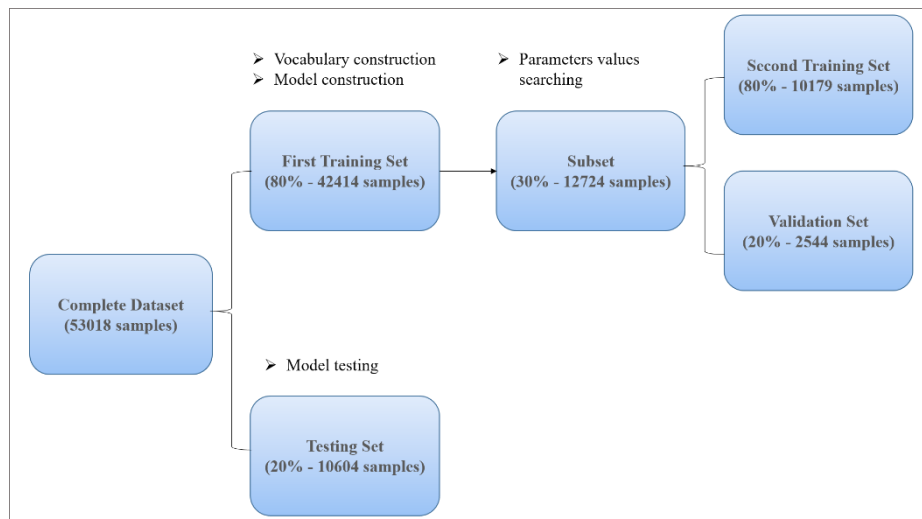 ➢ Vocabulary construction
➢ Model construction
➢ Parameters values
searching
Second Training Set
(80% - 10179 samples)
First Training Set
(80% - 42414 samples)
Subset
(30% - 12724 samples)
Validation Set
(20% - 2544 samples)
Complete Dataset
(53018 samples)
➢ Model testing
Testing Set
(20% - 10604 samples)